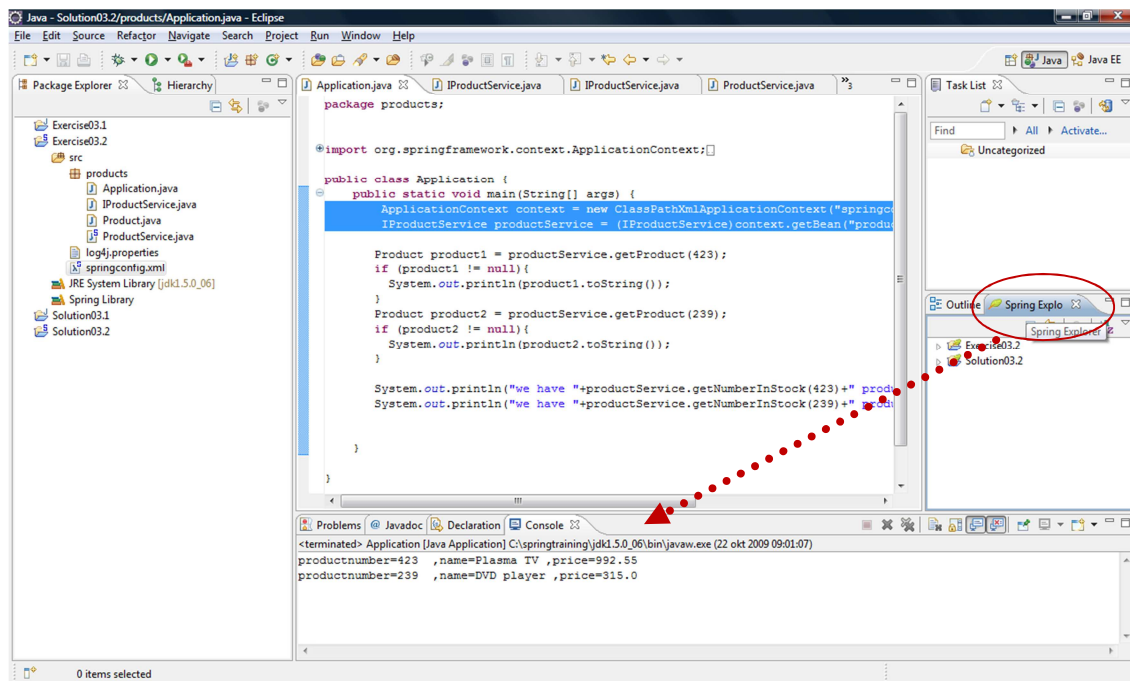 Java - Solution03.2/products/Application.java - Eclipse
File Edit Source Refactor Navigate Search Project Run Window Help
Java Java EE
Package Explorer Hierarchy
Exercise03.1
Exercise03.2
src
products
Application.java
IProductService.java
Product.java
ProductService.java
log4j.properties
springconfig.xml
JRE System Library [jdk1.5.0_06]
Spring Library
Solution03.1
Solution03.2
Application.java IProductService.java IProductService.java ProductService.java »3
package products;
import org.springframework.context.ApplicationContext;
public class Application {
public static void main(String[] args) {
ApplicationContext context = new ClassPathXmlApplicationContext("springco
IProductService productService = (IProductService)context.getBean("produc
Product product1 = productService.getProduct(423);
if (product1 != null){
System.out.println(product1.toString());
}
Product product2 = productService.getProduct(239);
if (product2 != null){
System.out.println(product2.toString());
}
System.out.println("we have "+productService.getNumberInStock(423)+" produ
System.out.println("we have "+productService.getNumberInStock(239)+" produ
}
}
Task List
Find All Activate...
Uncategorized
Outline Spring Explo
Spring Explorer
Exercise03.2
Solution03.2
Problems @ Javadoc Declaration Console
<terminated> Application [Java Application] C:\springtraining\jdk1.5.0_06\bin\javaw.exe (22 okt 2009 09:01:07)
productnumber=423 ,name=Plasma TV ,price=992.55
productnumber=239 ,name=DVD player ,price=315.0
0 items selected